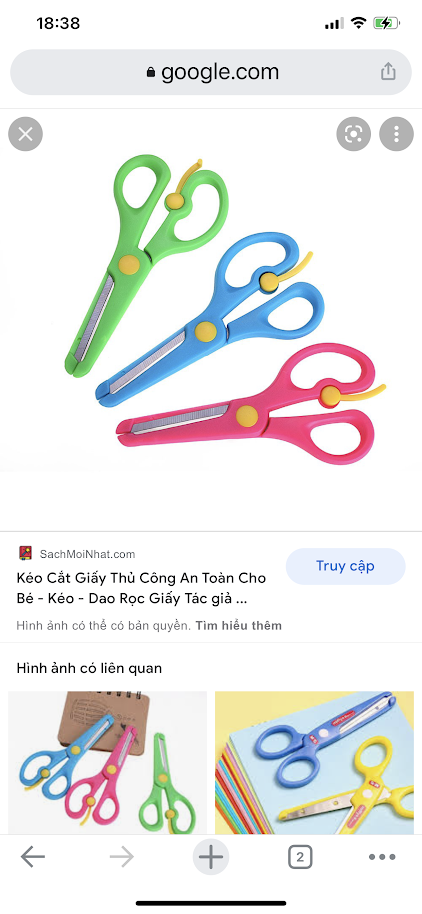 18:38
google.com
SachMoiNhat.com
Kéo Cắt Giấy Thủ Công An Toàn Cho
Bé - Kéo - Dao Rọc Giấy Tác giả ...
Truy cập
Hình ảnh có thể có bản quyền. Tìm hiểu thêm
Hình ảnh có liên quan
2